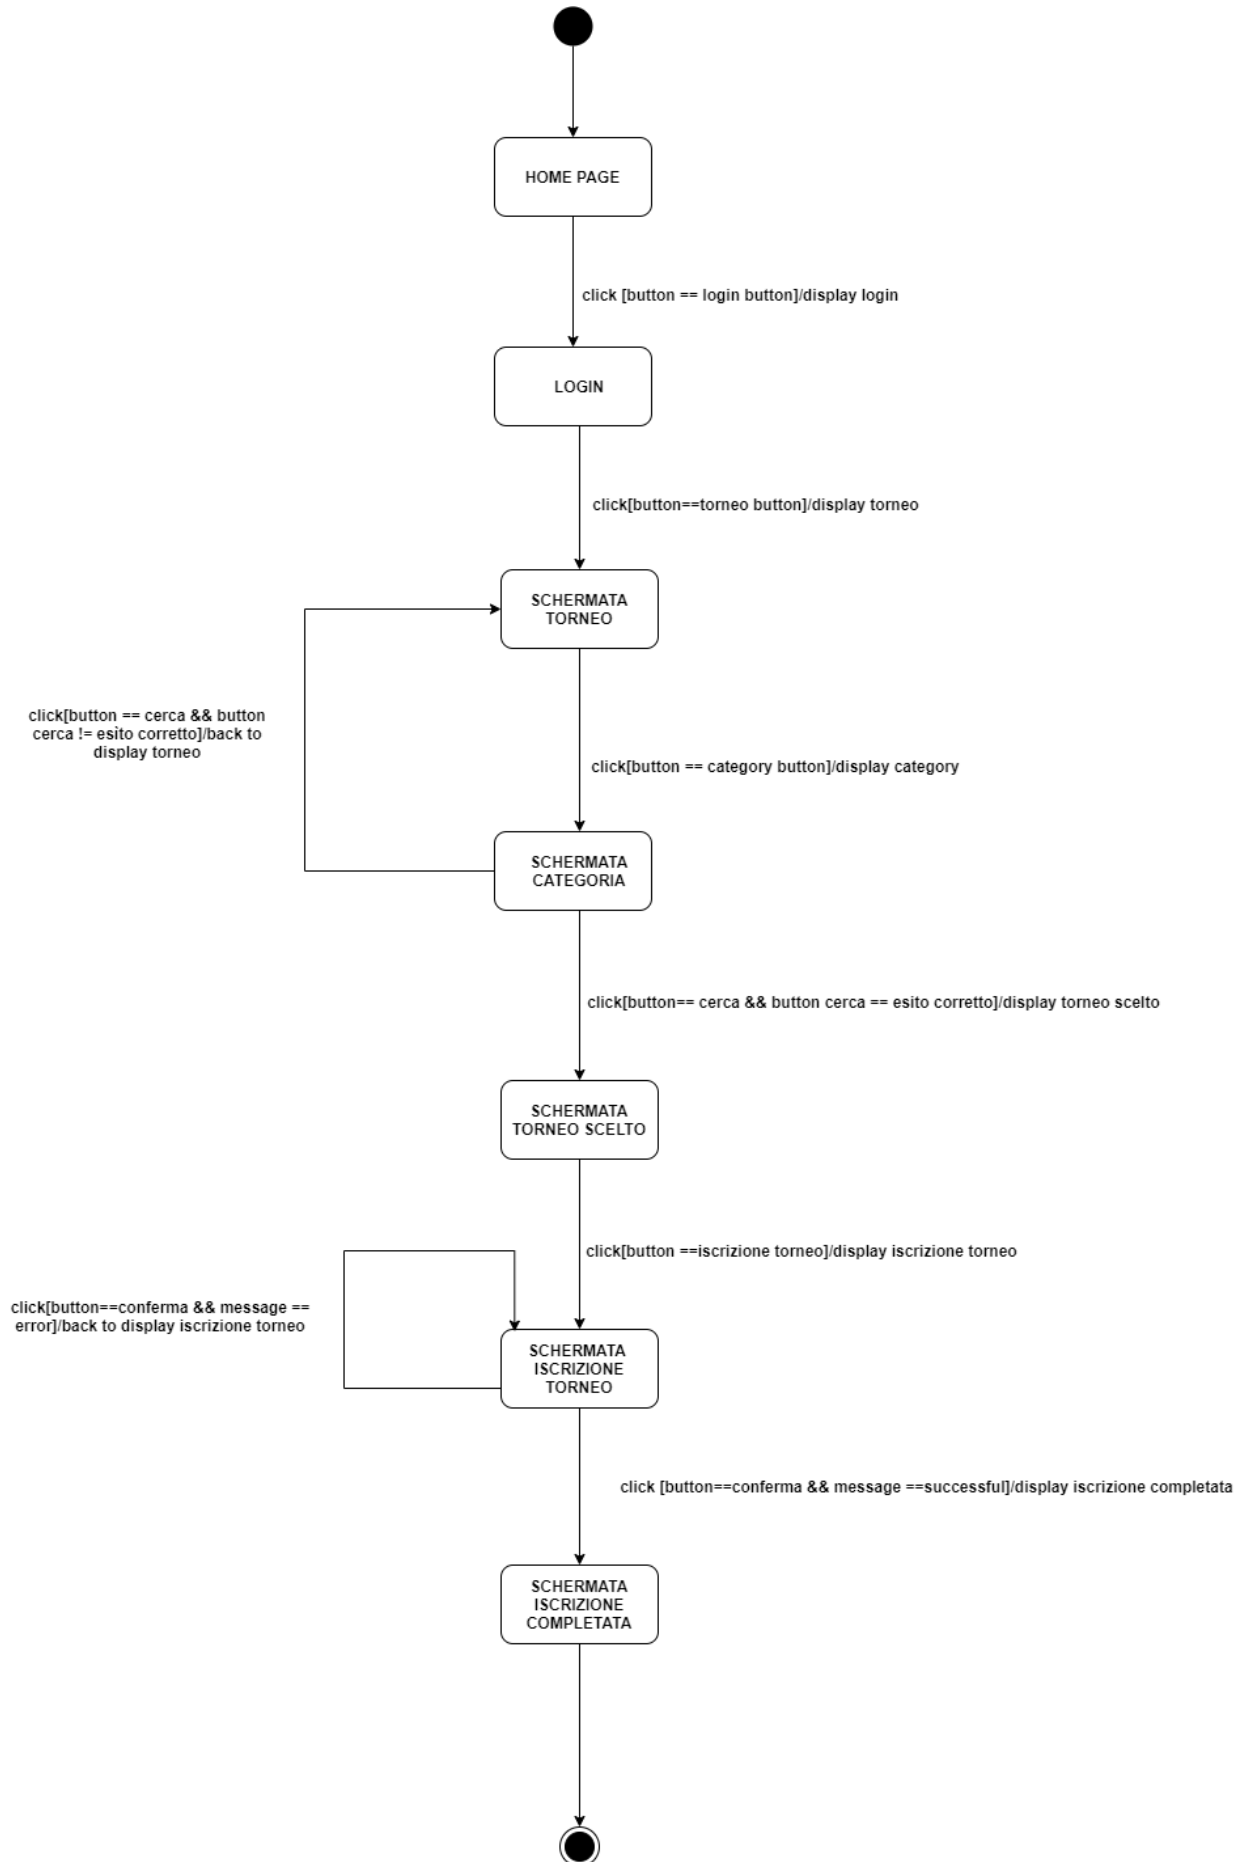 HOME PAGE
click [button == login button]/display login
LOGIN
click[button==torneo button]/display torneo
SCHERMATA
TORNEO
click[button == cerca && button
cerca != esito corretto]/back to
display torneo
click[button == category button]/display category
SCHERMATA
CATEGORIA
click[button== cerca && button cerca == esito corretto]/display torneo scelto
SCHERMATA
TORNEO SCELTO
click[button ==iscrizione torneo]/display iscrizione torneo
click[button==conferma && message ==
error]/back to display iscrizione torneo
SCHERMATA
ISCRIZIONE
TORNEO
click [button==conferma && message ==successful]/display iscrizione completata
SCHERMATA
ISCRIZIONE
COMPLETATA